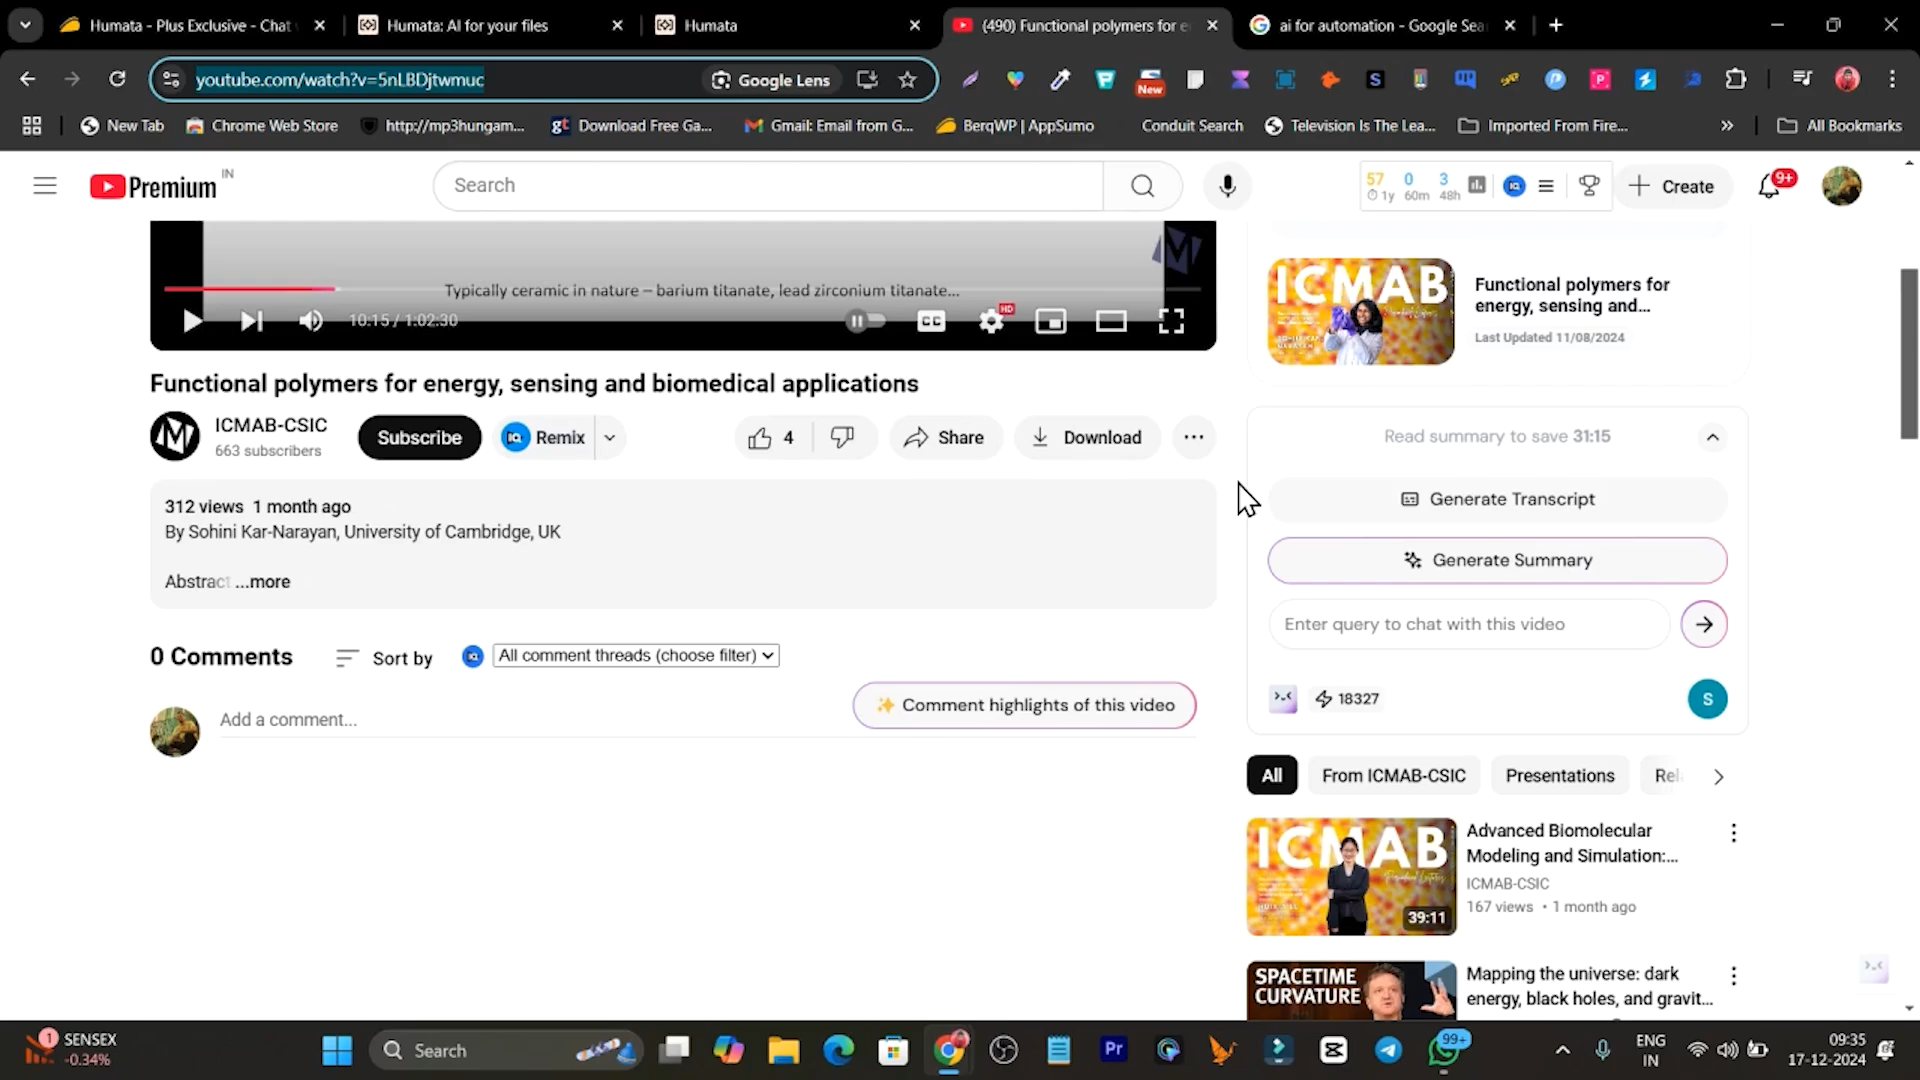 Humata - Plus Exclusive - Chat
Humata: AI for your files
Humata
(490) Functional polymers for e
ai for automation - Google Sea
youtube.com/watch?v=5nLBDjtwmuc
Google Lens
New
New Tab
Chrome Web Store
http://mp3hungam...
Download Free Ga...
Gmail: Email from G...
BerqWP | AppSumo
Conduit Search
Television Is The Lea...
Imported From Fire...
All Bookmarks
Premium IN
Search
57 0 3
1y 60m 48h
Create
9+
Typically ceramic in nature – barium titanate, lead zirconium titanate...
10:15 / 1:02:30
CC
HD
ICMAB
Functional polymers for
energy, sensing and...
Last Updated 11/08/2024
Functional polymers for energy, sensing and biomedical applications
ICMAB-CSIC
663 subscribers
Subscribe
Remix
4
Share
Download
312 views 1 month ago
By Sohini Kar-Narayan, University of Cambridge, UK
Abstract ...more
0 Comments
Sort by
All comment threads (choose filter)
Add a comment...
Comment highlights of this video
Read summary to save 31:15
Generate Transcript
Generate Summary
Enter query to chat with this video
18327
S
All
From ICMAB-CSIC
Presentations
Rel
ICMAB
39:11
Advanced Biomolecular
Modeling and Simulation:...
ICMAB-CSIC
167 views • 1 month ago
SPACETIME
CURVATURE
Mapping the universe: dark
energy, black holes, and gravit...
1
SENSEX
-0.34%
Search
Pr
99+
ENG
IN
09:35
17-12-2024